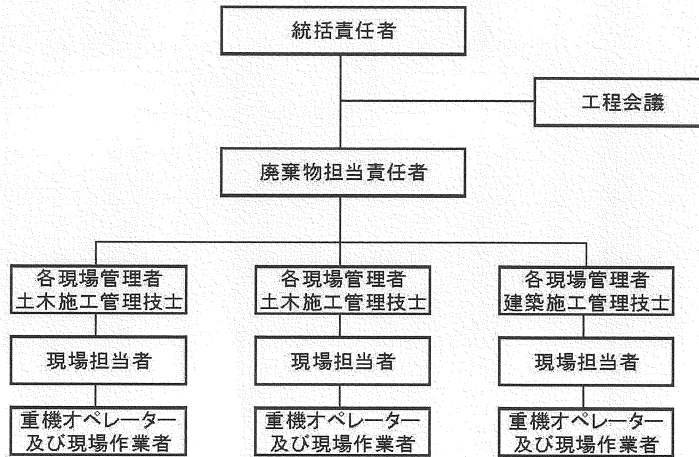 統括責任者
工程会議
廃棄物担当責任者
各現場管理者
土木施工管理技士
各現場管理者
土木施工管理技士
各現場管理者
建築施工管理技士
現場担当者
現場担当者
現場担当者
重機オペレーター
及び現場作業者
重機オペレーター
及び現場作業者
重機オペレーター
及び現場作業者